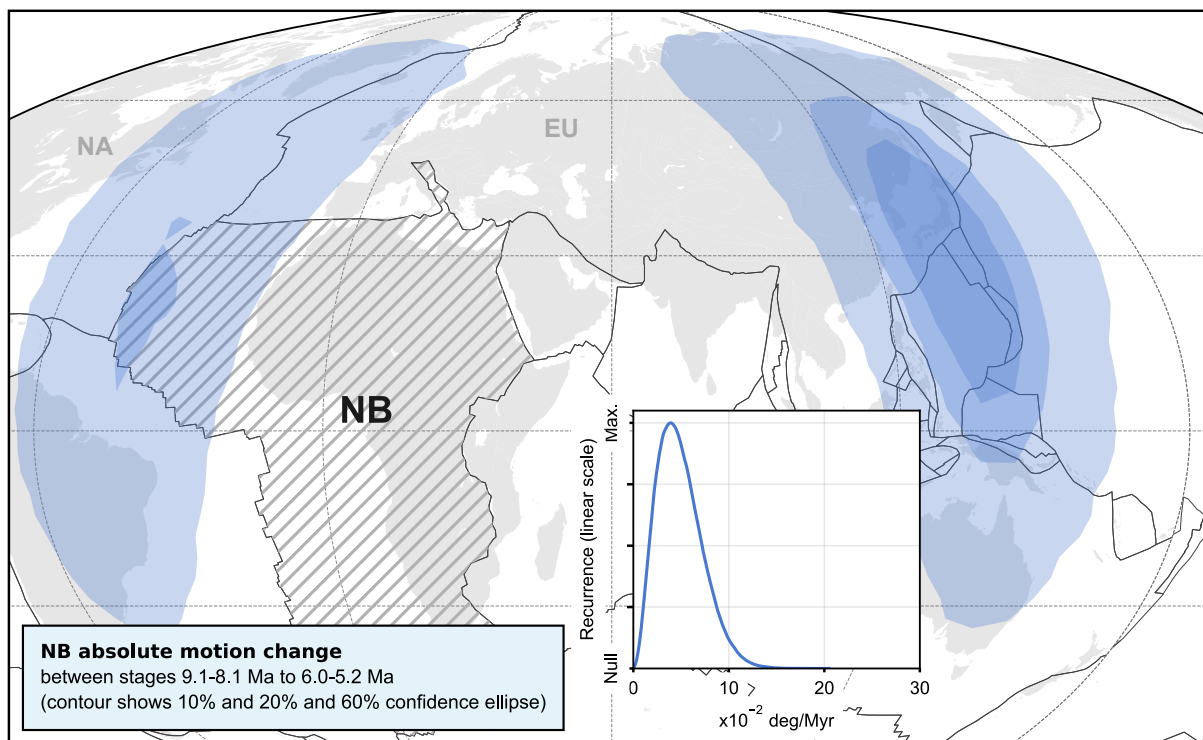 NA
EU
NB
Recurrence (linear scale)
Max.
Null
0
10
20
30
x10⁻² deg/Myr
NB absolute motion change
between stages 9.1-8.1 Ma to 6.0-5.2 Ma
(contour shows 10% and 20% and 60% confidence ellipse)